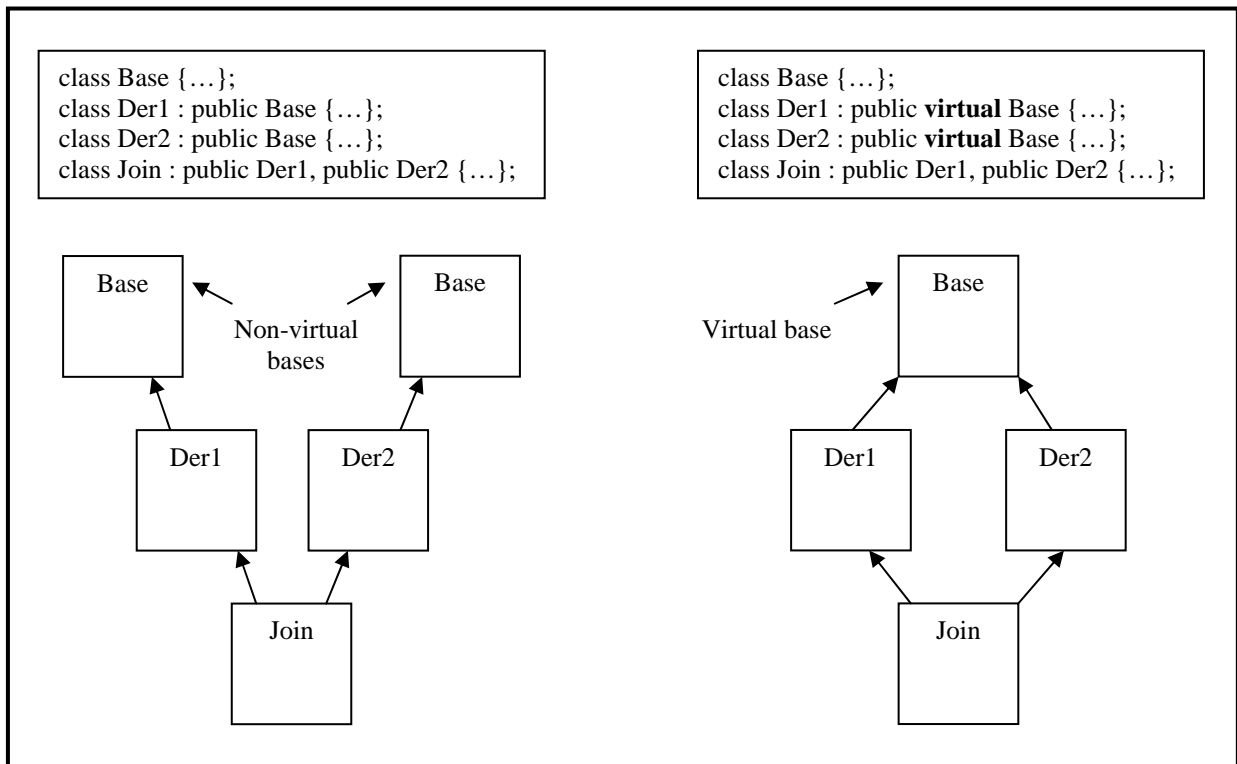 class Base {…};
class Der1 : public Base {…};
class Der2 : public Base {…};
class Join : public Der1, public Der2 {…};
Base
Base
Non-virtual
bases
Der1
Der2
Join
class Base {…};
class Der1 : public virtual Base {…};
class Der2 : public virtual Base {…};
class Join : public Der1, public Der2 {…};
Base
Virtual base
Der1
Der2
Join